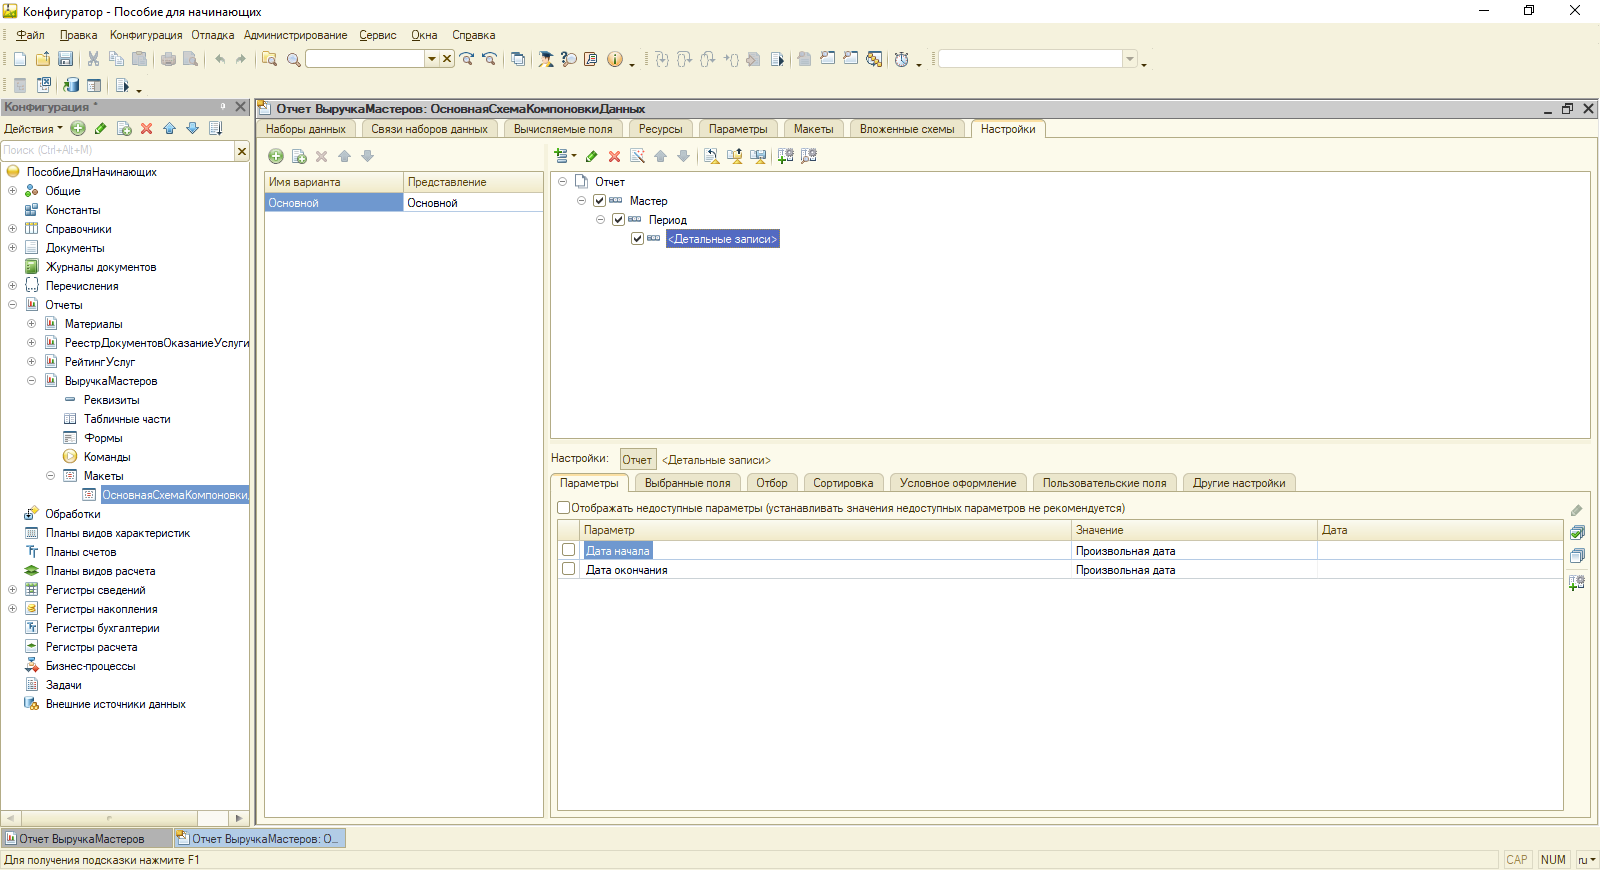 Конфигуратор - Пособие для начинающих
Файл Правка Конфигурация Отладка Администрирование Сервис Окна Справка
Конфигурация *
Действия
Поиск (Ctrl+Alt+M)
ПособиеДляНачинающих
Общие
Константы
Справочники
Документы
Журналы документов
Перечисления
Отчеты
Материалы
РеестрДокументовОказаниеУслуги
РейтингУслуг
ВыручкаМастеров
Реквизиты
Табличные части
Формы
Команды
Макеты
ОсновнаяСхемаКомпоновки
Обработки
Планы видов характеристик
Планы счетов
Планы видов расчета
Регистры сведений
Регистры накопления
Регистры бухгалтерии
Регистры расчета
Бизнес-процессы
Задачи
Внешние источники данных
Отчет ВыручкаМастеров: ОсновнаяСхемаКомпоновкиДанных
Наборы данных Связи наборов данных Вычисляемые поля Ресурсы Параметры Макеты Вложенные схемы Настройки
Имя варианта Представление
Основной Основной
Отчет
Мастер
Период
<Детальные записи>
Настройки: Отчет <Детальные записи>
Параметры Выбранные поля Отбор Сортировка Условное оформление Пользовательские поля Другие настройки
Отображать недоступные параметры (устанавливать значения недоступных параметров не рекомендуется)
Параметр Значение Дата
Дата начала Произвольная дата
Дата окончания Произвольная дата
Отчет ВыручкаМастеров Отчет ВыручкаМастеров: О...
Для получения подсказки нажмите F1 CAP NUM ru